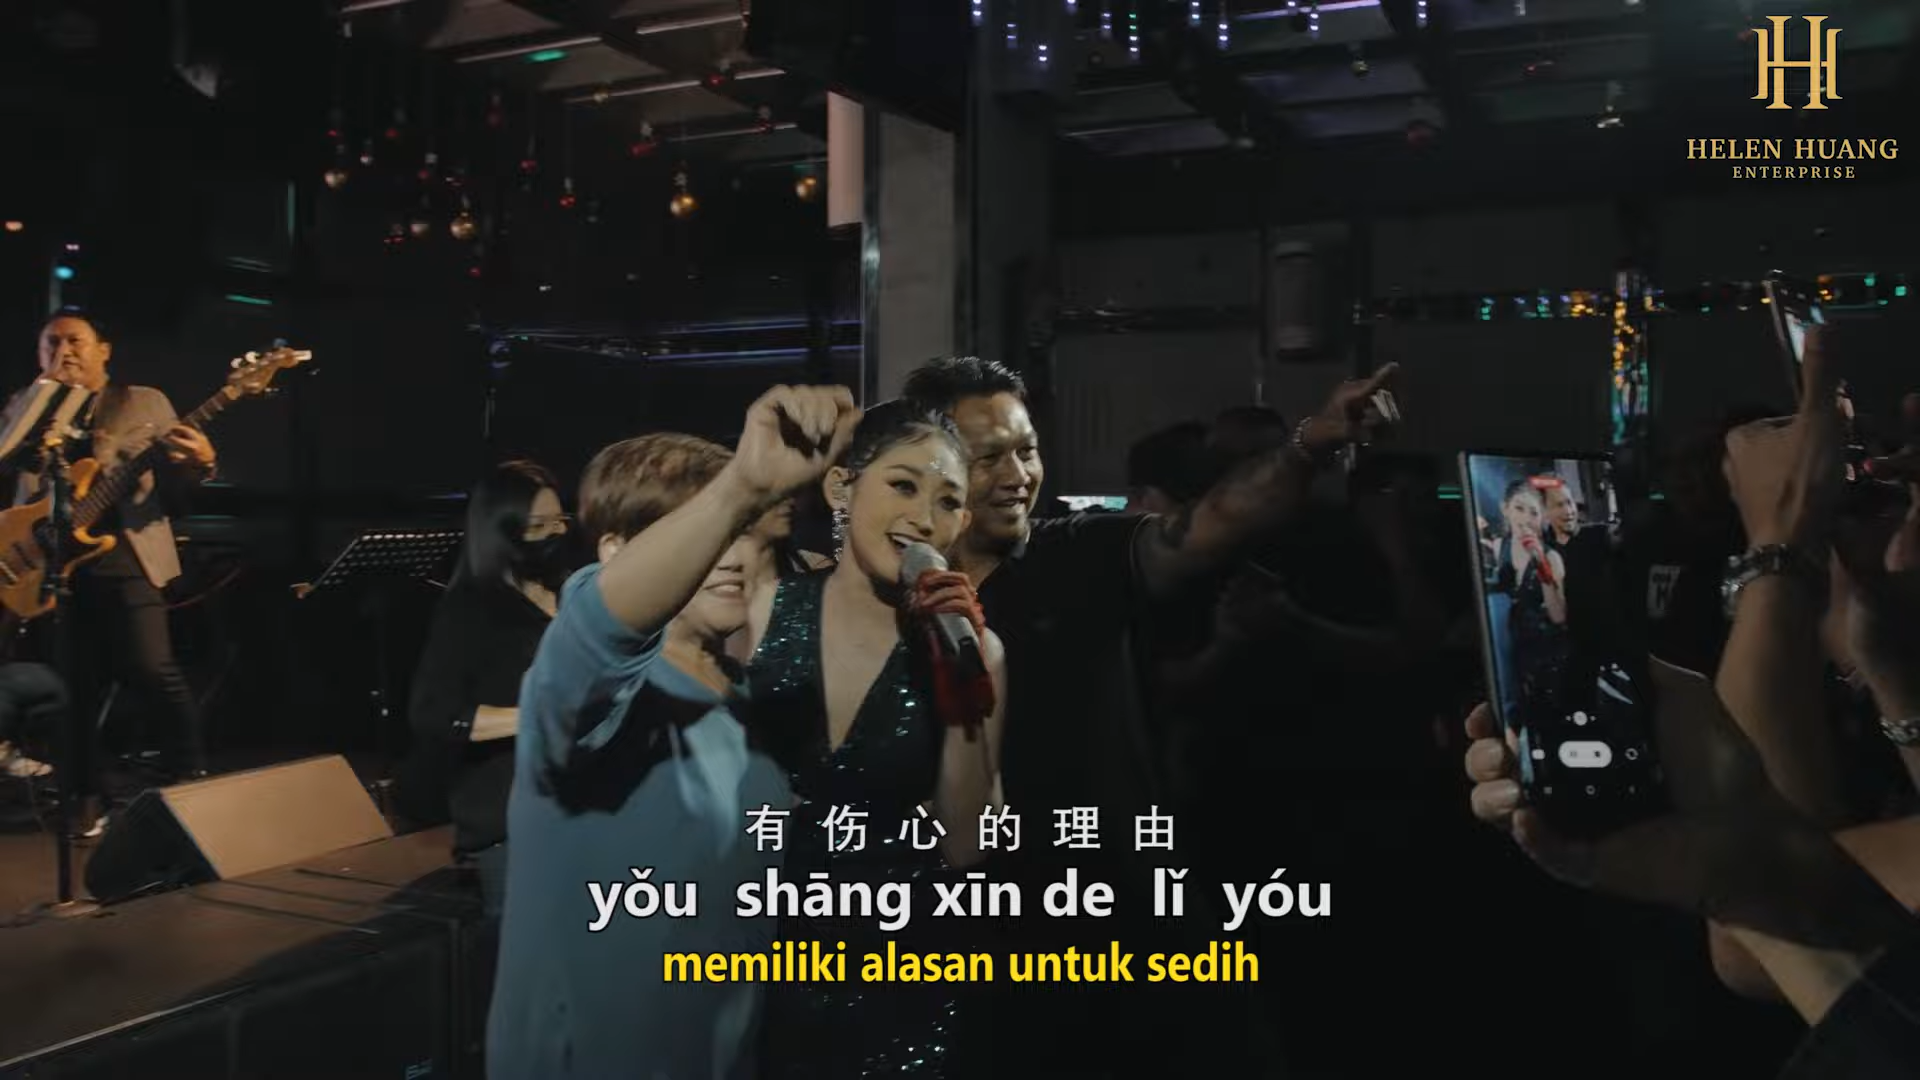 HELEN HUANG
ENTERPRISE
有伤心的理由
yǒu shāng xīn de lǐ yóu
memiliki alasan untuk sedih